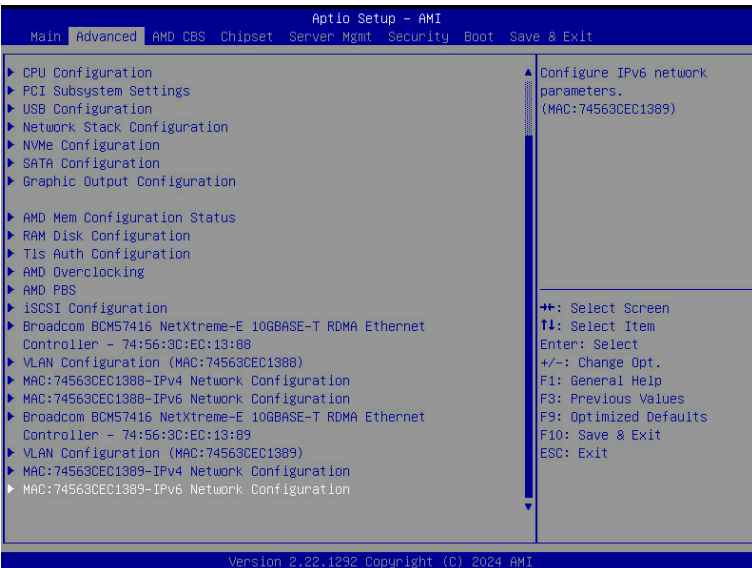 Aptio Setup - AMI
Main Advanced AMD CBS Chipset Server Mgmt Security Boot Save & Exit
CPU Configuration
PCI Subsystem Settings
USB Configuration
Network Stack Configuration
NVMe Configuration
SATA Configuration
Graphic Output Configuration
AMD Mem Configuration Status
RAM Disk Configuration
Tls Auth Configuration
AMD Overclocking
AMD PBS
iSCSI Configuration
Broadcom BCM57416 NetXtreme-E 10GBASE-T RDMA Ethernet
Controller - 74:56:3C:EC:13:88
VLAN Configuration (MAC:74563CEC1388)
MAC:74563CEC1388-IPv4 Network Configuration
MAC:74563CEC1388-IPv6 Network Configuration
Broadcom BCM57416 NetXtreme-E 10GBASE-T RDMA Ethernet
Controller - 74:56:3C:EC:13:89
VLAN Configuration (MAC:74563CEC1389)
MAC:74563CEC1389-IPv4 Network Configuration
MAC:74563CEC1389-IPv6 Network Configuration
Configure IPv6 network
parameters.
(MAC:74563CEC1389)
→←: Select Screen
↑↓: Select Item
Enter: Select
+/-: Change Opt.
F1: General Help
F3: Previous Values
F9: Optimized Defaults
F10: Save & Exit
ESC: Exit
Version 2.22.1292 Copyright (C) 2024 AMI